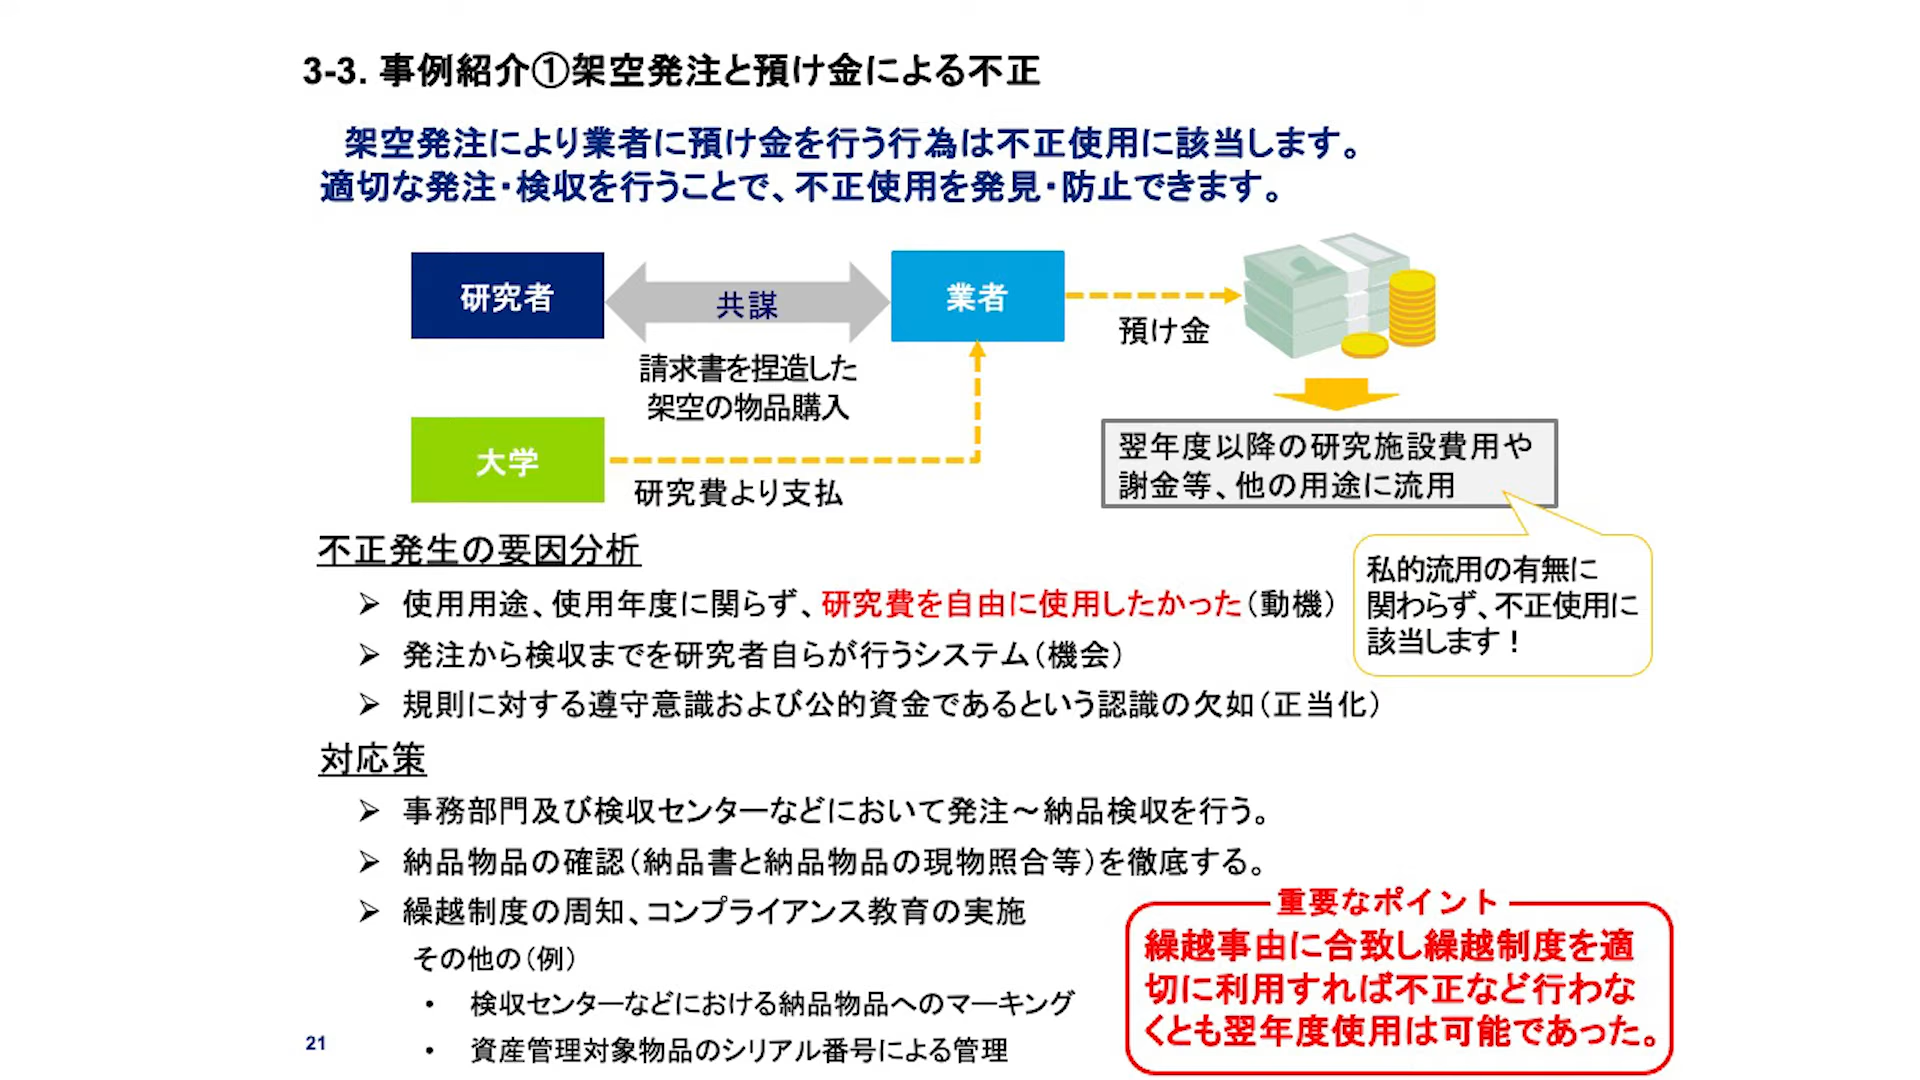 3-3. 事例紹介①架空発注と預け金による不正
架空発注により業者に預け金を行う行為は不正使用に該当します。
適切な発注・検収を行うことで、不正使用を発見・防止できます。
研究者
共謀
業者
預け金
請求書を捏造した
架空の物品購入
大学
研究費より支払
翌年度以降の研究施設費用や
謝金等、他の用途に流用
私的流用の有無に
関わらず、不正使用に
該当します！
不正発生の要因分析
➢ 使用用途、使用年度に関らず、研究費を自由に使用したかった（動機）
➢ 発注から検収までを研究者自らが行うシステム（機会）
➢ 規則に対する遵守意識および公的資金であるという認識の欠如（正当化）
対応策
➢ 事務部門及び検収センターなどにおいて発注～納品検収を行う。
➢ 納品物品の確認（納品書と納品物品の現物照合等）を徹底する。
➢ 繰越制度の周知、コンプライアンス教育の実施
その他の（例）
• 検収センターなどにおける納品物品へのマーキング
• 資産管理対象物品のシリアル番号による管理
重要なポイント
繰越事由に合致し繰越制度を適
切に利用すれば不正など行わな
くとも翌年度使用は可能であった。
21